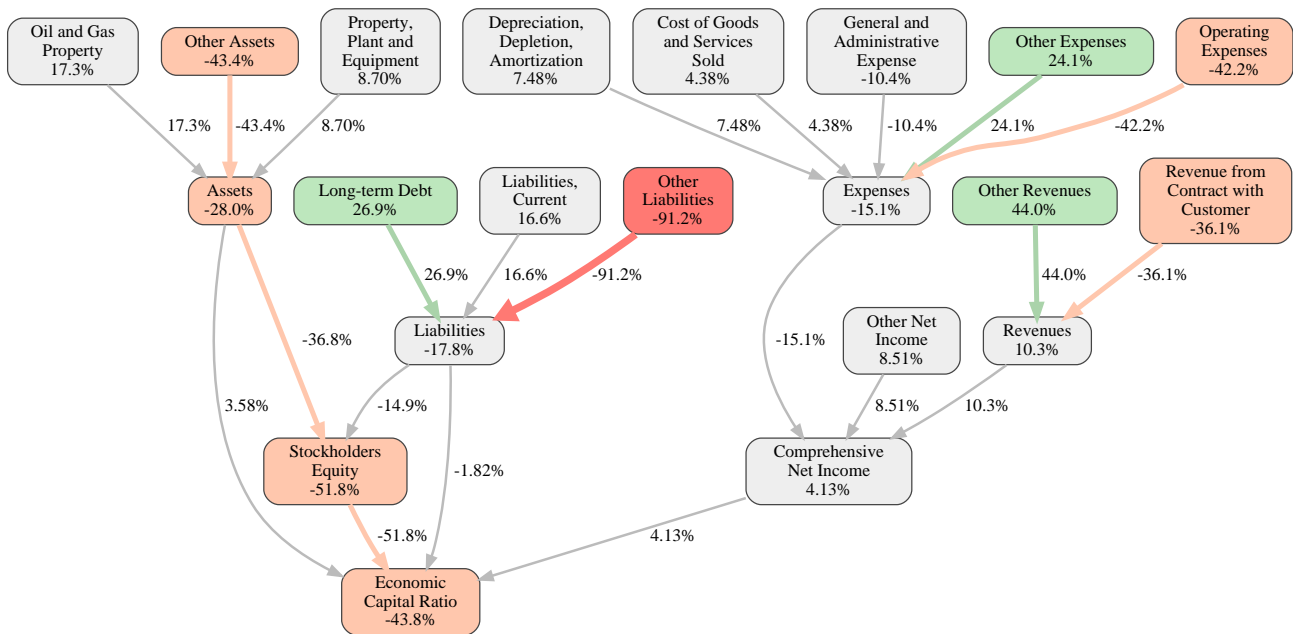 Oil and Gas
Property
17.3%
Other Assets
-43.4%
Property,
Plant and
Equipment
8.70%
Depreciation,
Depletion,
Amortization
7.48%
Cost of Goods
and Services
Sold
4.38%
General and
Administrative
Expense
-10.4%
Other Expenses
24.1%
Operating
Expenses
-42.2%
17.3%
-43.4%
8.70%
7.48%
4.38%
-10.4%
24.1%
-42.2%
Assets
-28.0%
Long-term Debt
26.9%
Liabilities,
Current
16.6%
Other
Liabilities
-91.2%
Expenses
-15.1%
Other Revenues
44.0%
Revenue from
Contract with
Customer
-36.1%
26.9%
16.6%
-91.2%
44.0%
-36.1%
-36.8%
Liabilities
-17.8%
-15.1%
Other Net
Income
8.51%
Revenues
10.3%
3.58%
-14.9%
8.51%
10.3%
Stockholders
Equity
-51.8%
-1.82%
Comprehensive
Net Income
4.13%
-51.8%
4.13%
Economic
Capital Ratio
-43.8%